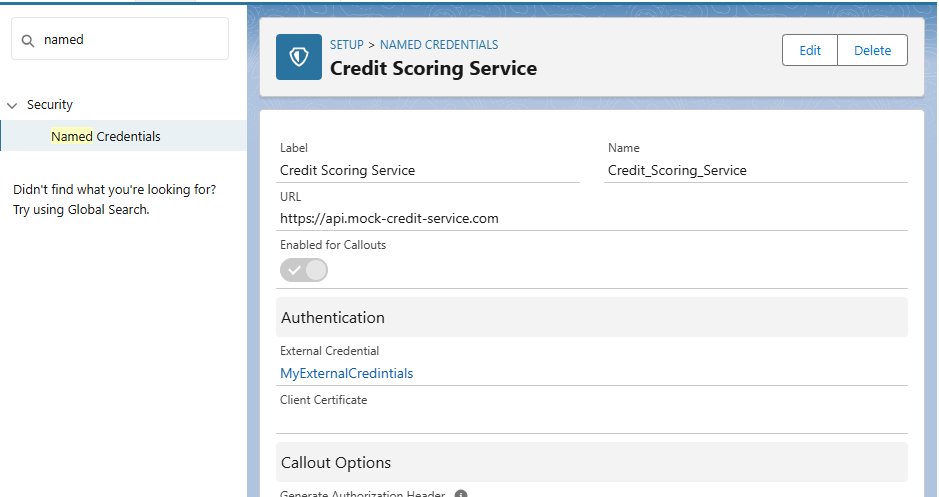 named
Security
Named Credentials
Didn't find what you're looking for?
Try using Global Search.
SETUP > NAMED CREDENTIALS
Credit Scoring Service
Edit
Delete
Label
Credit Scoring Service
Name
Credit_Scoring_Service
URL
https://api.mock-credit-service.com
Enabled for Callouts
Authentication
External Credential
MyExternalCredintials
Client Certificate
Callout Options
Generate Authorization Header